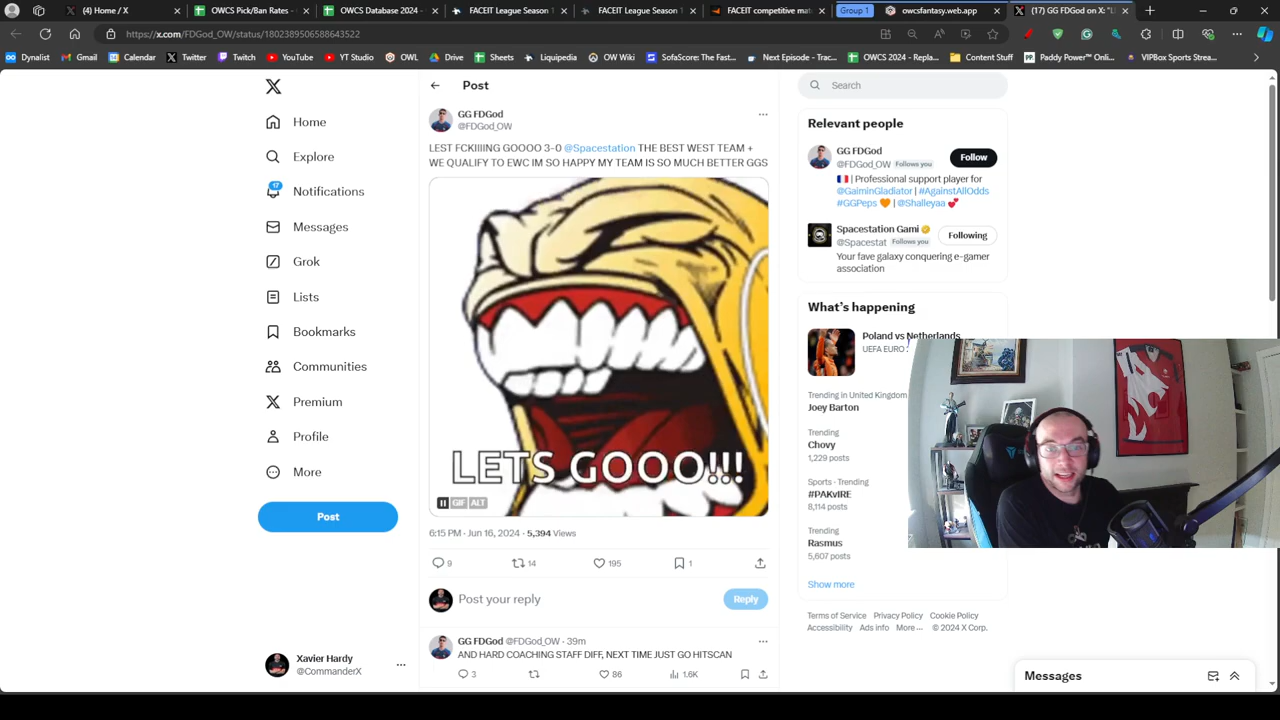 (4) Home / X
OWCS Pick/Ban Rates -
OWCS Database 2024 -
FACEIT League Season 1
FACEIT League Season 1
FACEIT competitive mat
Group 1
owcsfantasy.web.app
(17) GG FDGod on X: "L
https://x.com/FDGod_OW/status/1802389506588643522
Dynalist
Gmail
Calendar
Twitter
Twitch
YouTube
YT Studio
OWL
Drive
Sheets
Liquipedia
OW Wiki
SofaScore: The Fast...
Next Episode - Trac...
OWCS 2024 - Repla...
Content Stuff
Paddy Power™ Onli...
VIPBox Sports Strea...
Home
Explore
17
Notifications
Messages
Grok
Lists
Bookmarks
Communities
Premium
Profile
More
Post
Xavier Hardy
@CommanderX
Post
GG FDGod
@FDGod_OW
LEST FCKIIIING GOOOO 3-0 @Spacestation THE BEST WEST TEAM +
WE QUALIFY TO EWC IM SO HAPPY MY TEAM IS SO MUCH BETTER GGS
LETS GOOO!!!
GIF ALT
6:15 PM · Jun 16, 2024 · 5,394 Views
9 14 195 1
Post your reply
Reply
GG FDGod @FDGod_OW · 39m
AND HARD COACHING STAFF DIFF, NEXT TIME JUST GO HITSCAN
3 86 1.6K
Search
Relevant people
GG FDGod
@FDGod_OW Follows you
Follow
| Professional support player for
@GaiminGladiator | #AgainstAllOdds
#GGPeps | @Shalleyaa
Spacestation Gami
@Spacestat Follows you
Following
Your fave galaxy conquering e-gamer
association
What's happening
Poland vs Netherlands
UEFA EURO
Trending in United Kingdom
Joey Barton
Trending
Chovy
1,229 posts
Sports · Trending
#PAKvIRE
8,114 posts
Trending
Rasmus
5,607 posts
Show more
Terms of Service Privacy Policy Cookie Policy
Accessibility Ads info More ... © 2024 X Corp.
Messages